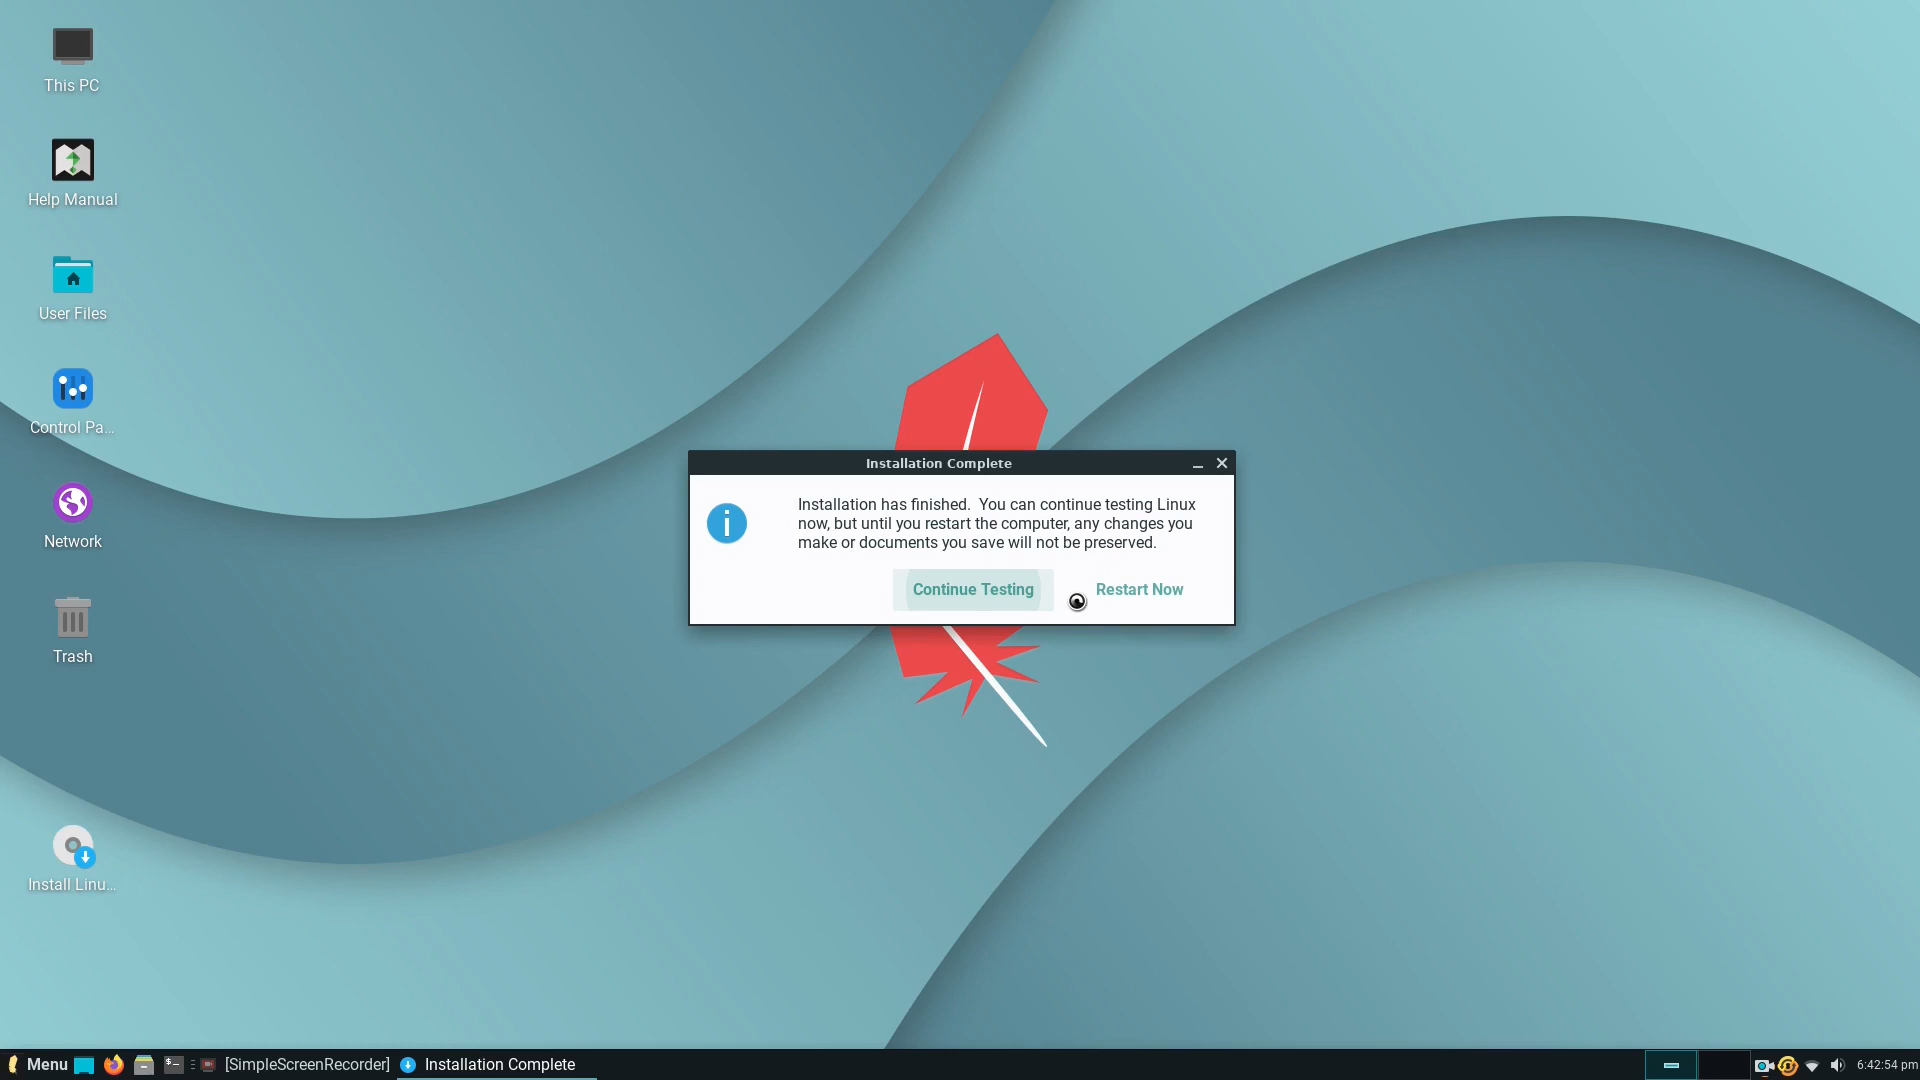 This PC
Help Manual
User Files
Control Pa...
Network
Trash
Install Linu...
Installation Complete
Installation has finished.  You can continue testing Linux
now, but until you restart the computer, any changes you
make or documents you save will not be preserved.
Continue Testing
Restart Now
Menu
$-
[SimpleScreenRecorder]
Installation Complete
6:42:54 pm